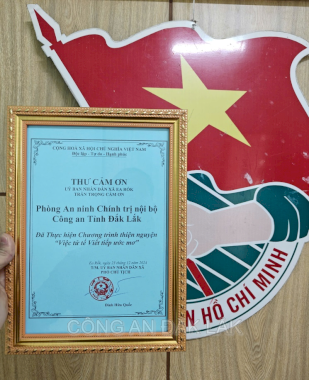 CỘNG HÒA XÃ HỘI CHỦ NGHĨA VIỆT NAM
Độc lập - Tự do - Hạnh phúc
THƯ CẢM ƠN
ỦY BAN NHÂN DÂN XÃ EA HÔK
TRÂN TRỌNG CẢM ƠN
Phòng An ninh Chính trị nội bộ
Công an Tỉnh Đắk Lắk
Đã Thực hiện Chương trình thiện nguyện
"Việc tử tế Viết tiếp ước mơ"
TM. ỦY BAN NHÂN DÂN XÃ
PHÓ CHỦ TỊCH
CÔNG AN ĐẮK LẮK
N HỒ CHÍ MINH